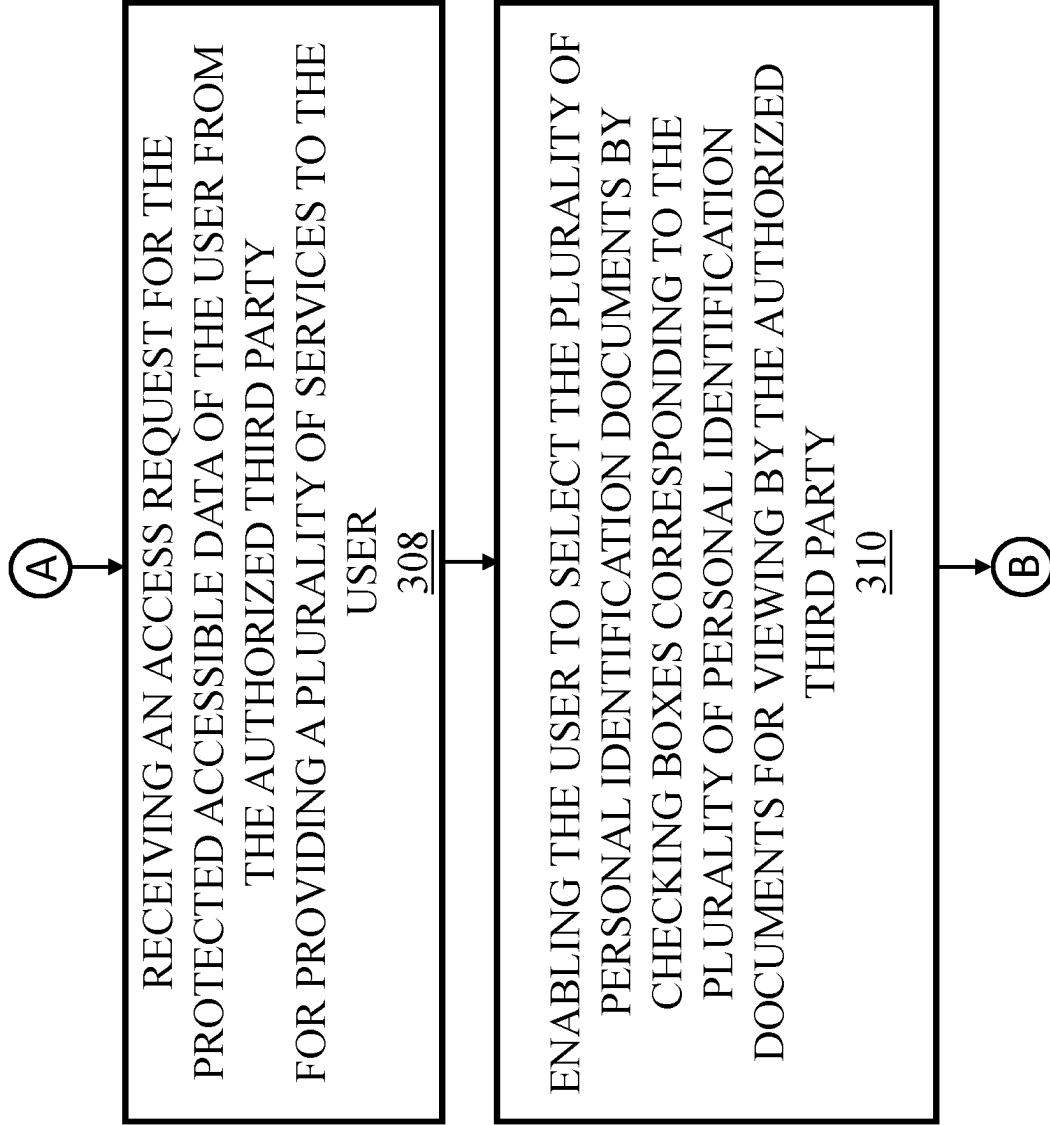 A
RECEIVING AN ACCESS REQUEST FOR THE
PROTECTED ACCESSIBLE DATA OF THE USER FROM
THE AUTHORIZED THIRD PARTY
FOR PROVIDING A PLURALITY OF SERVICES TO THE
USER
308
ENABLING THE USER TO SELECT THE PLURALITY OF
PERSONAL IDENTIFICATION DOCUMENTS BY
CHECKING BOXES CORRESPONDING TO THE
PLURALITY OF PERSONAL IDENTIFICATION
DOCUMENTS FOR VIEWING BY THE AUTHORIZED
THIRD PARTY
310
B